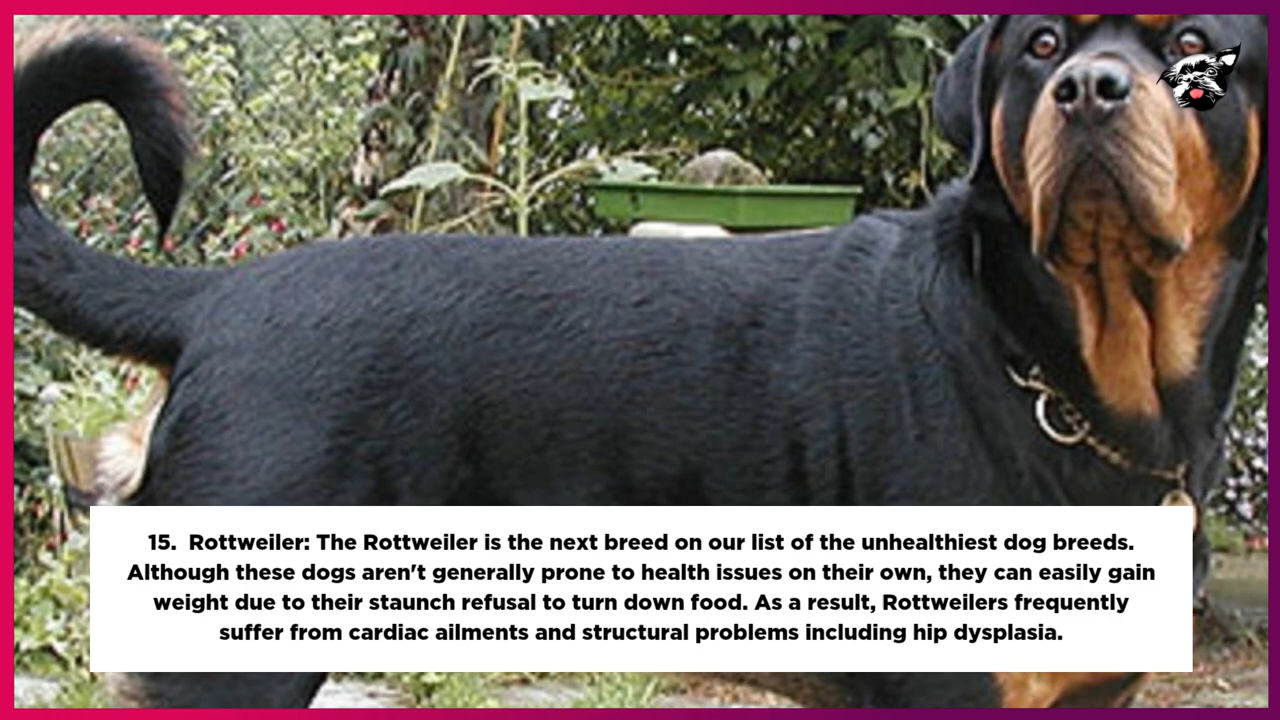 15.  Rottweiler: The Rottweiler is the next breed on our list of the unhealthiest dog breeds.
Although these dogs aren't generally prone to health issues on their own, they can easily gain
weight due to their staunch refusal to turn down food. As a result, Rottweilers frequently
suffer from cardiac ailments and structural problems including hip dysplasia.